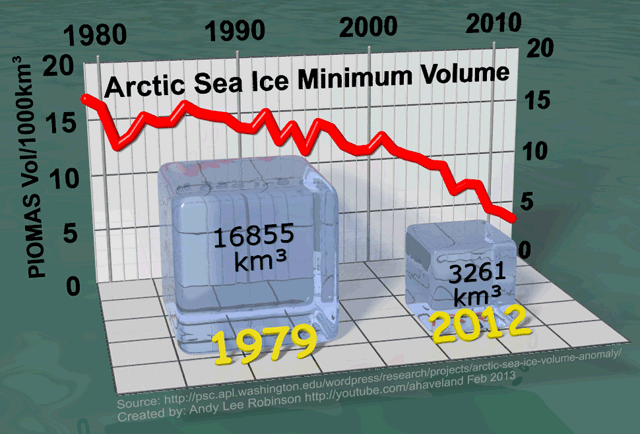 1980 1990 2000 2010
Arctic Sea Ice Minimum Volume
PIOMAS Vol/1000km³
20
15
10
5
0
20
15
10
5
0
16855
km³
3261
km³
1979
2012
Source: http://psc.apl.washington.edu/wordpress/research/projects/arctic-sea-ice-volume-anomaly/
Created by: Andy Lee Robinson http://youtube.com/ahaveland Feb 2013